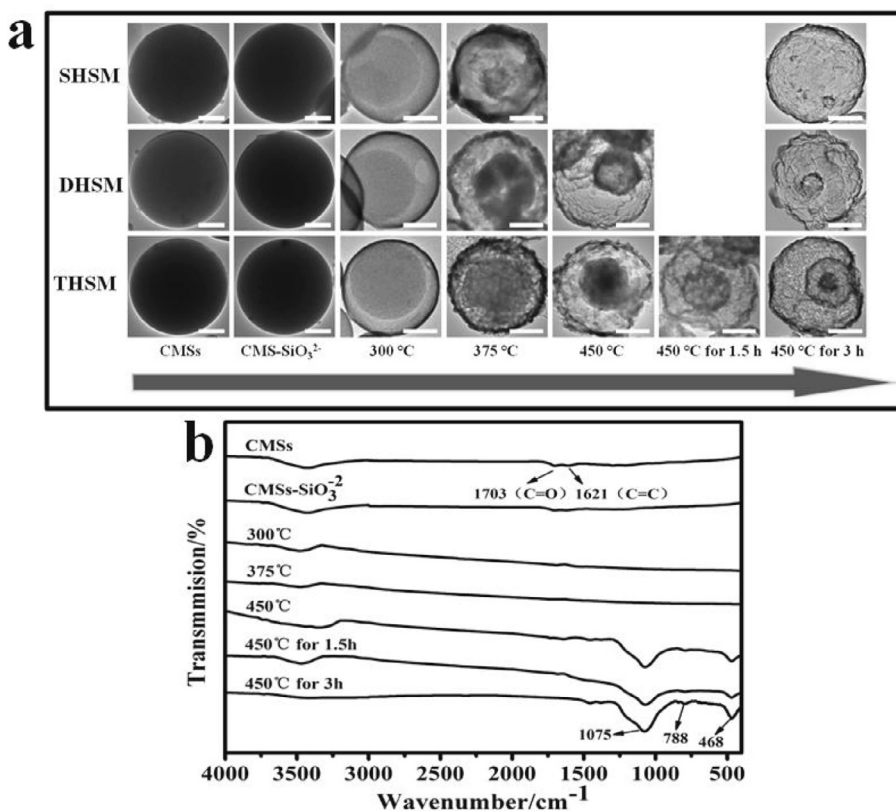 a
SHSM
DHSM
THSM
CMSs CMS-SiO₃²⁻ 300 °C 375 °C 450 °C 450 °C for 1.5 h 450 °C for 3 h
b
CMSs
1703（C=O） 1621（C=C）
CMSs-SiO₃⁻²
300℃
375℃
450℃
450℃ for 1.5h
450℃ for 3h
1075 788 468
Transmmision/%
4000 3500 3000 2500 2000 1500 1000 500
Wavenumber/cm⁻¹